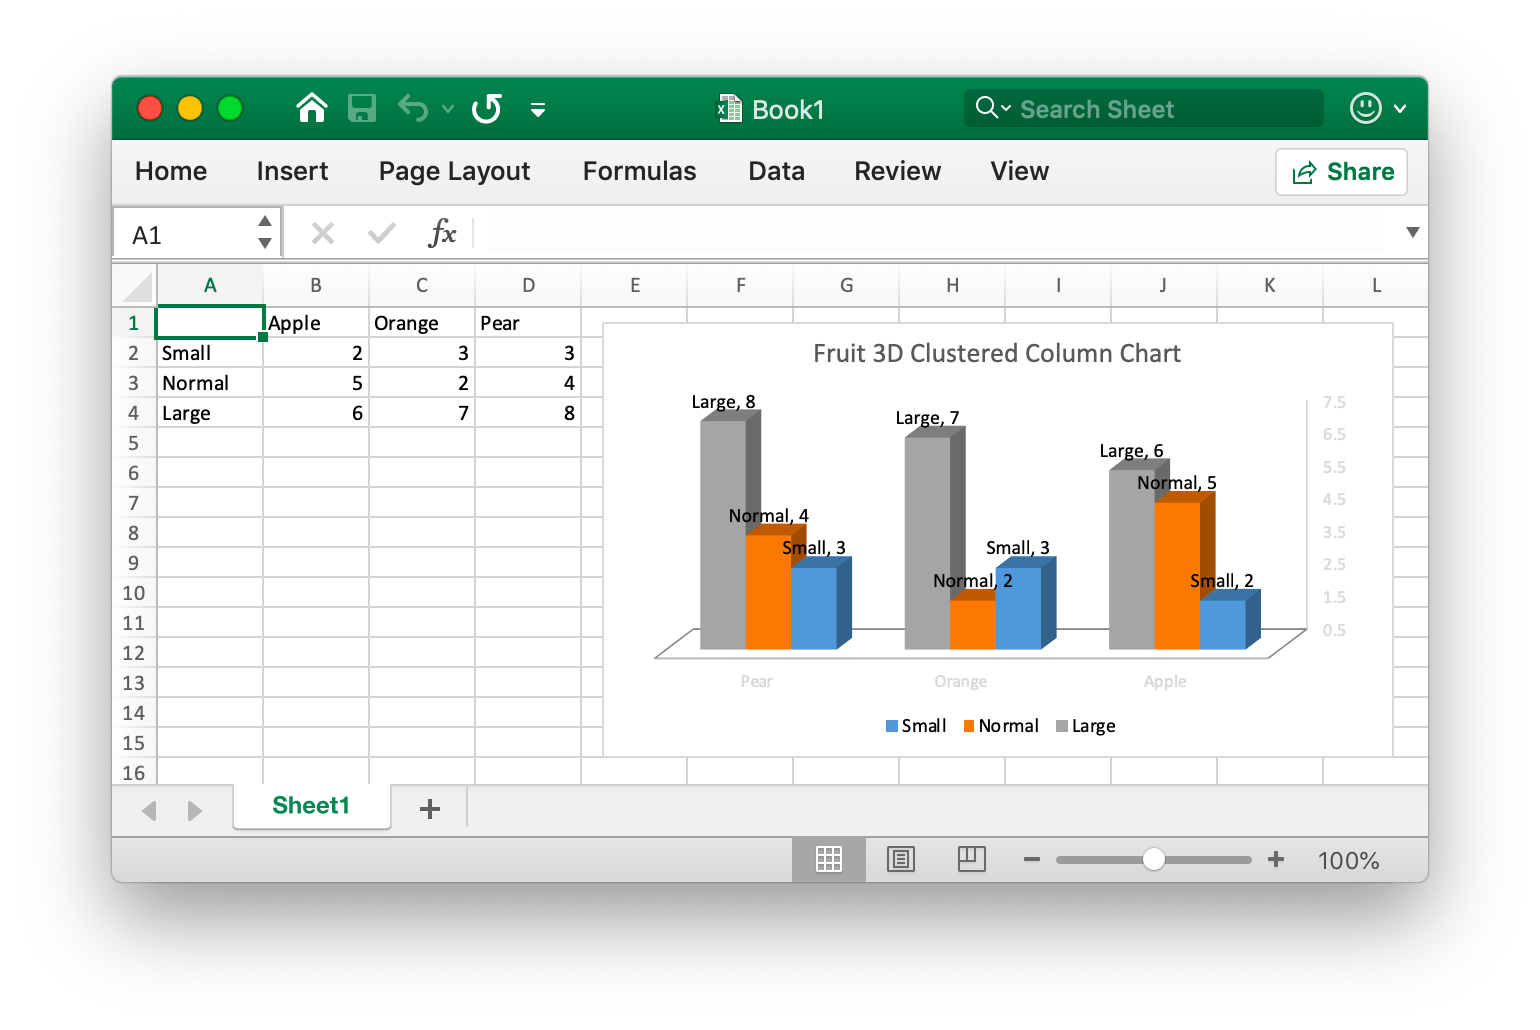 Book1
Search Sheet
Home Insert Page Layout Formulas Data Review View Share
A1 fx
A B C D E F G H I J K L
1 Apple Orange Pear
2 Small 2 3 3
3 Normal 5 2 4
4 Large 6 7 8
5
6
7
8
9
10
11
12
13
14
15
16
Fruit 3D Clustered Column Chart
Large, 8
Normal, 4
Small, 3
Large, 7
Normal, 2
Small, 3
Large, 6
Normal, 5
Small, 2
7.5
6.5
5.5
4.5
3.5
2.5
1.5
0.5
Pear Orange Apple
Small Normal Large
Sheet1
100%